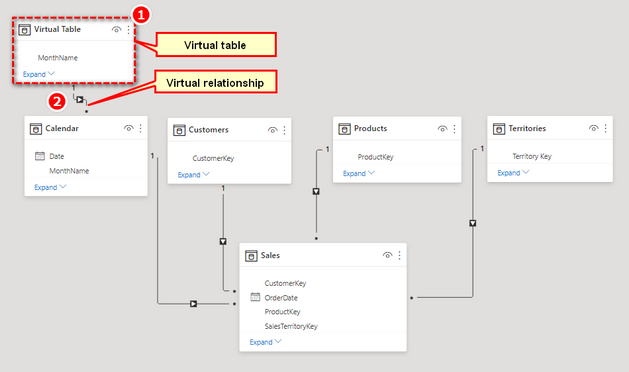 Virtual Table
1
MonthName
Expand
Virtual table
Virtual relationship
1
2
*
Calendar
Date
MonthName
Expand
Customers
CustomerKey
Expand
Products
ProductKey
Expand
Territories
Territory Key
Expand
1
1
1
1
Sales
CustomerKey
OrderDate
ProductKey
SalesTerritoryKey
Expand
*
*
*
*